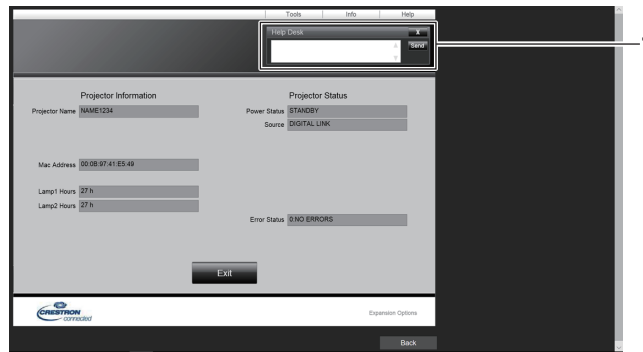 Tools Info Help
Help Desk X
Send
Projector Information Projector Status
Projector Name NAME1234 Power Status STANDBY
Source DIGITAL LINK
Mac Address 00:0B:97:41:E5:49
Lamp1 Hours 27 h
Lamp2 Hours 27 h
Error Status 0:NO ERRORS
Exit
CRESTRON
connected
Expansion Options
Back